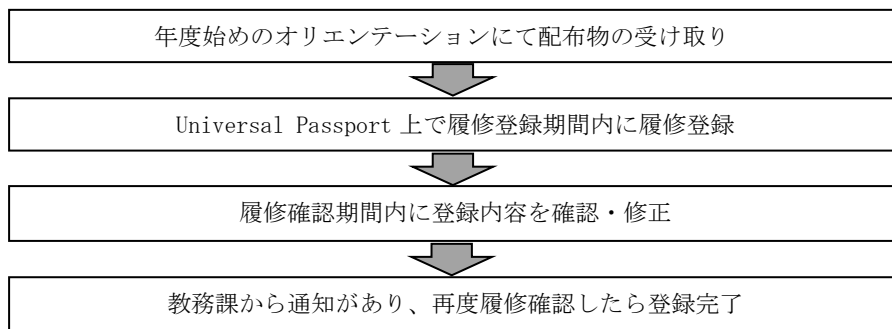 年度始めのオリエンテーションにて配布物の受け取り
Universal Passport 上で履修登録期間内に履修登録
履修確認期間内に登録内容を確認・修正
教務課から通知があり、再度履修確認したら登録完了